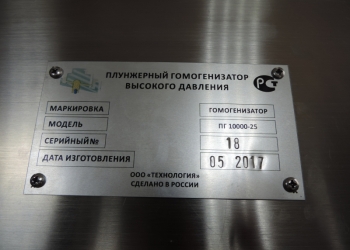 ПЛУНЖЕРНЫЙ ГОМОГЕНИЗАТОР
ВЫСОКОГО ДАВЛЕНИЯ
МАРКИРОВКА ГОМОГЕНИЗАТОР
МОДЕЛЬ ПГ 10000-25
СЕРИЙНЫЙ№ 18
ДАТА ИЗГОТОВЛЕНИЯ 05 2017
ООО «ТЕХНОЛОГИЯ»
СДЕЛАНО В РОССИИ